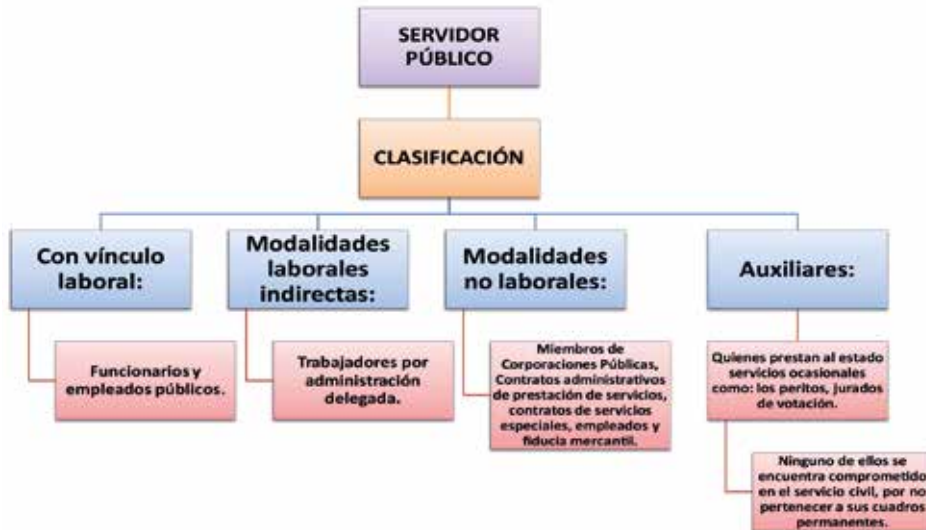 SERVIDOR
PÚBLICO
CLASIFICACIÓN
Con vínculo
laboral:
Modalidades
laborales
indirectas:
Modalidades
no laborales:
Auxiliares:
Funcionarios y
empleados públicos.
Trabajadores por
administración
delegada.
Miembros de
Corporaciones Públicas,
Contratos administrativos
de prestación de servicios,
contratos de servicios
especiales, empleados y
fiducia mercantil.
Quienes prestan al estado
servicios ocasionales
como: los peritos, jurados
de votación.
Ninguno de ellos se
encuentra comprometido
en el servicio civil, por no
pertenecer a sus cuadros
permanentes.